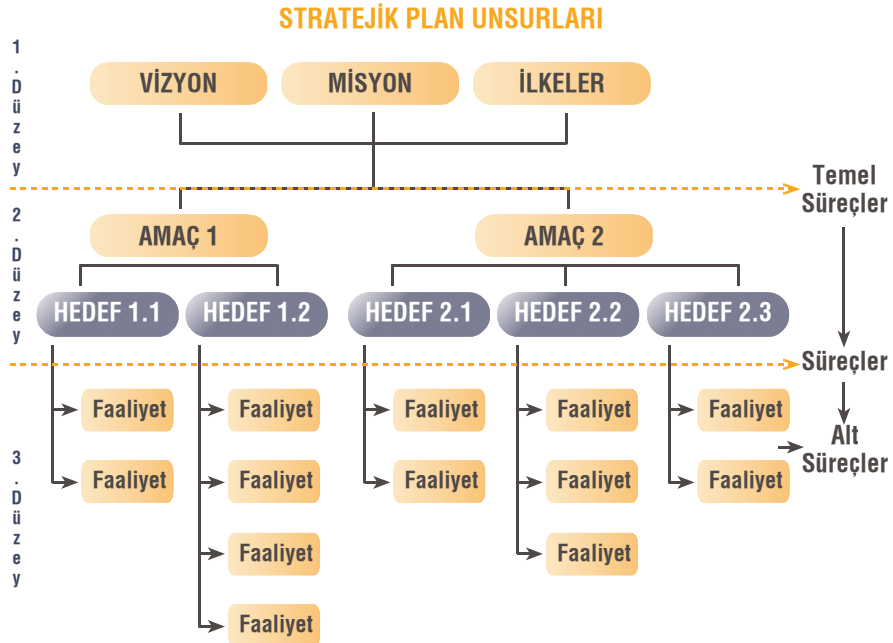 STRATEJİK PLAN UNSURLARI
1. Düzey
VİZYON
MİSYON
İLKELER
Temel
Süreçler
2. Düzey
AMAÇ 1
AMAÇ 2
HEDEF 1.1
HEDEF 1.2
HEDEF 2.1
HEDEF 2.2
HEDEF 2.3
Süreçler
3. Düzey
Faaliyet
Faaliyet
Faaliyet
Faaliyet
Faaliyet
Alt
Süreçler
Faaliyet
Faaliyet
Faaliyet
Faaliyet
Faaliyet
Faaliyet
Faaliyet
Faaliyet